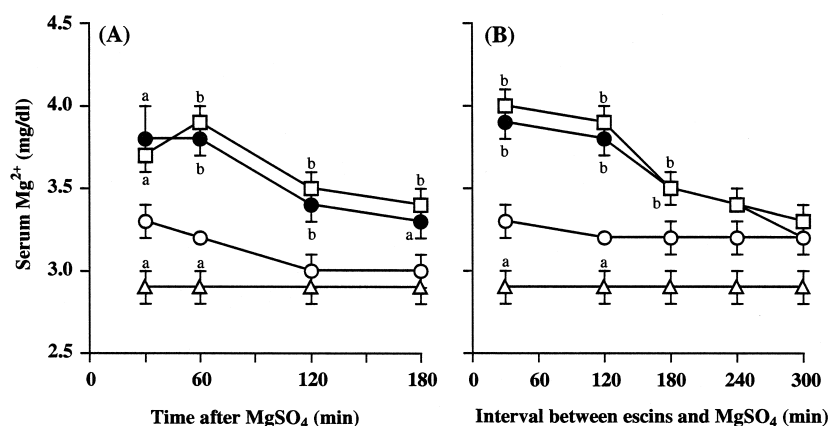 (A)
Serum Mg²⁺ (mg/dl)
4.5
4.0
3.5
3.0
2.5
a b
a b
b
b
b
a
a a
0 60 120 180
Time after MgSO₄ (min)
(B)
b b
b b
b
b
a a
0 60 120 180 240 300
Interval between escins and MgSO₄ (min)